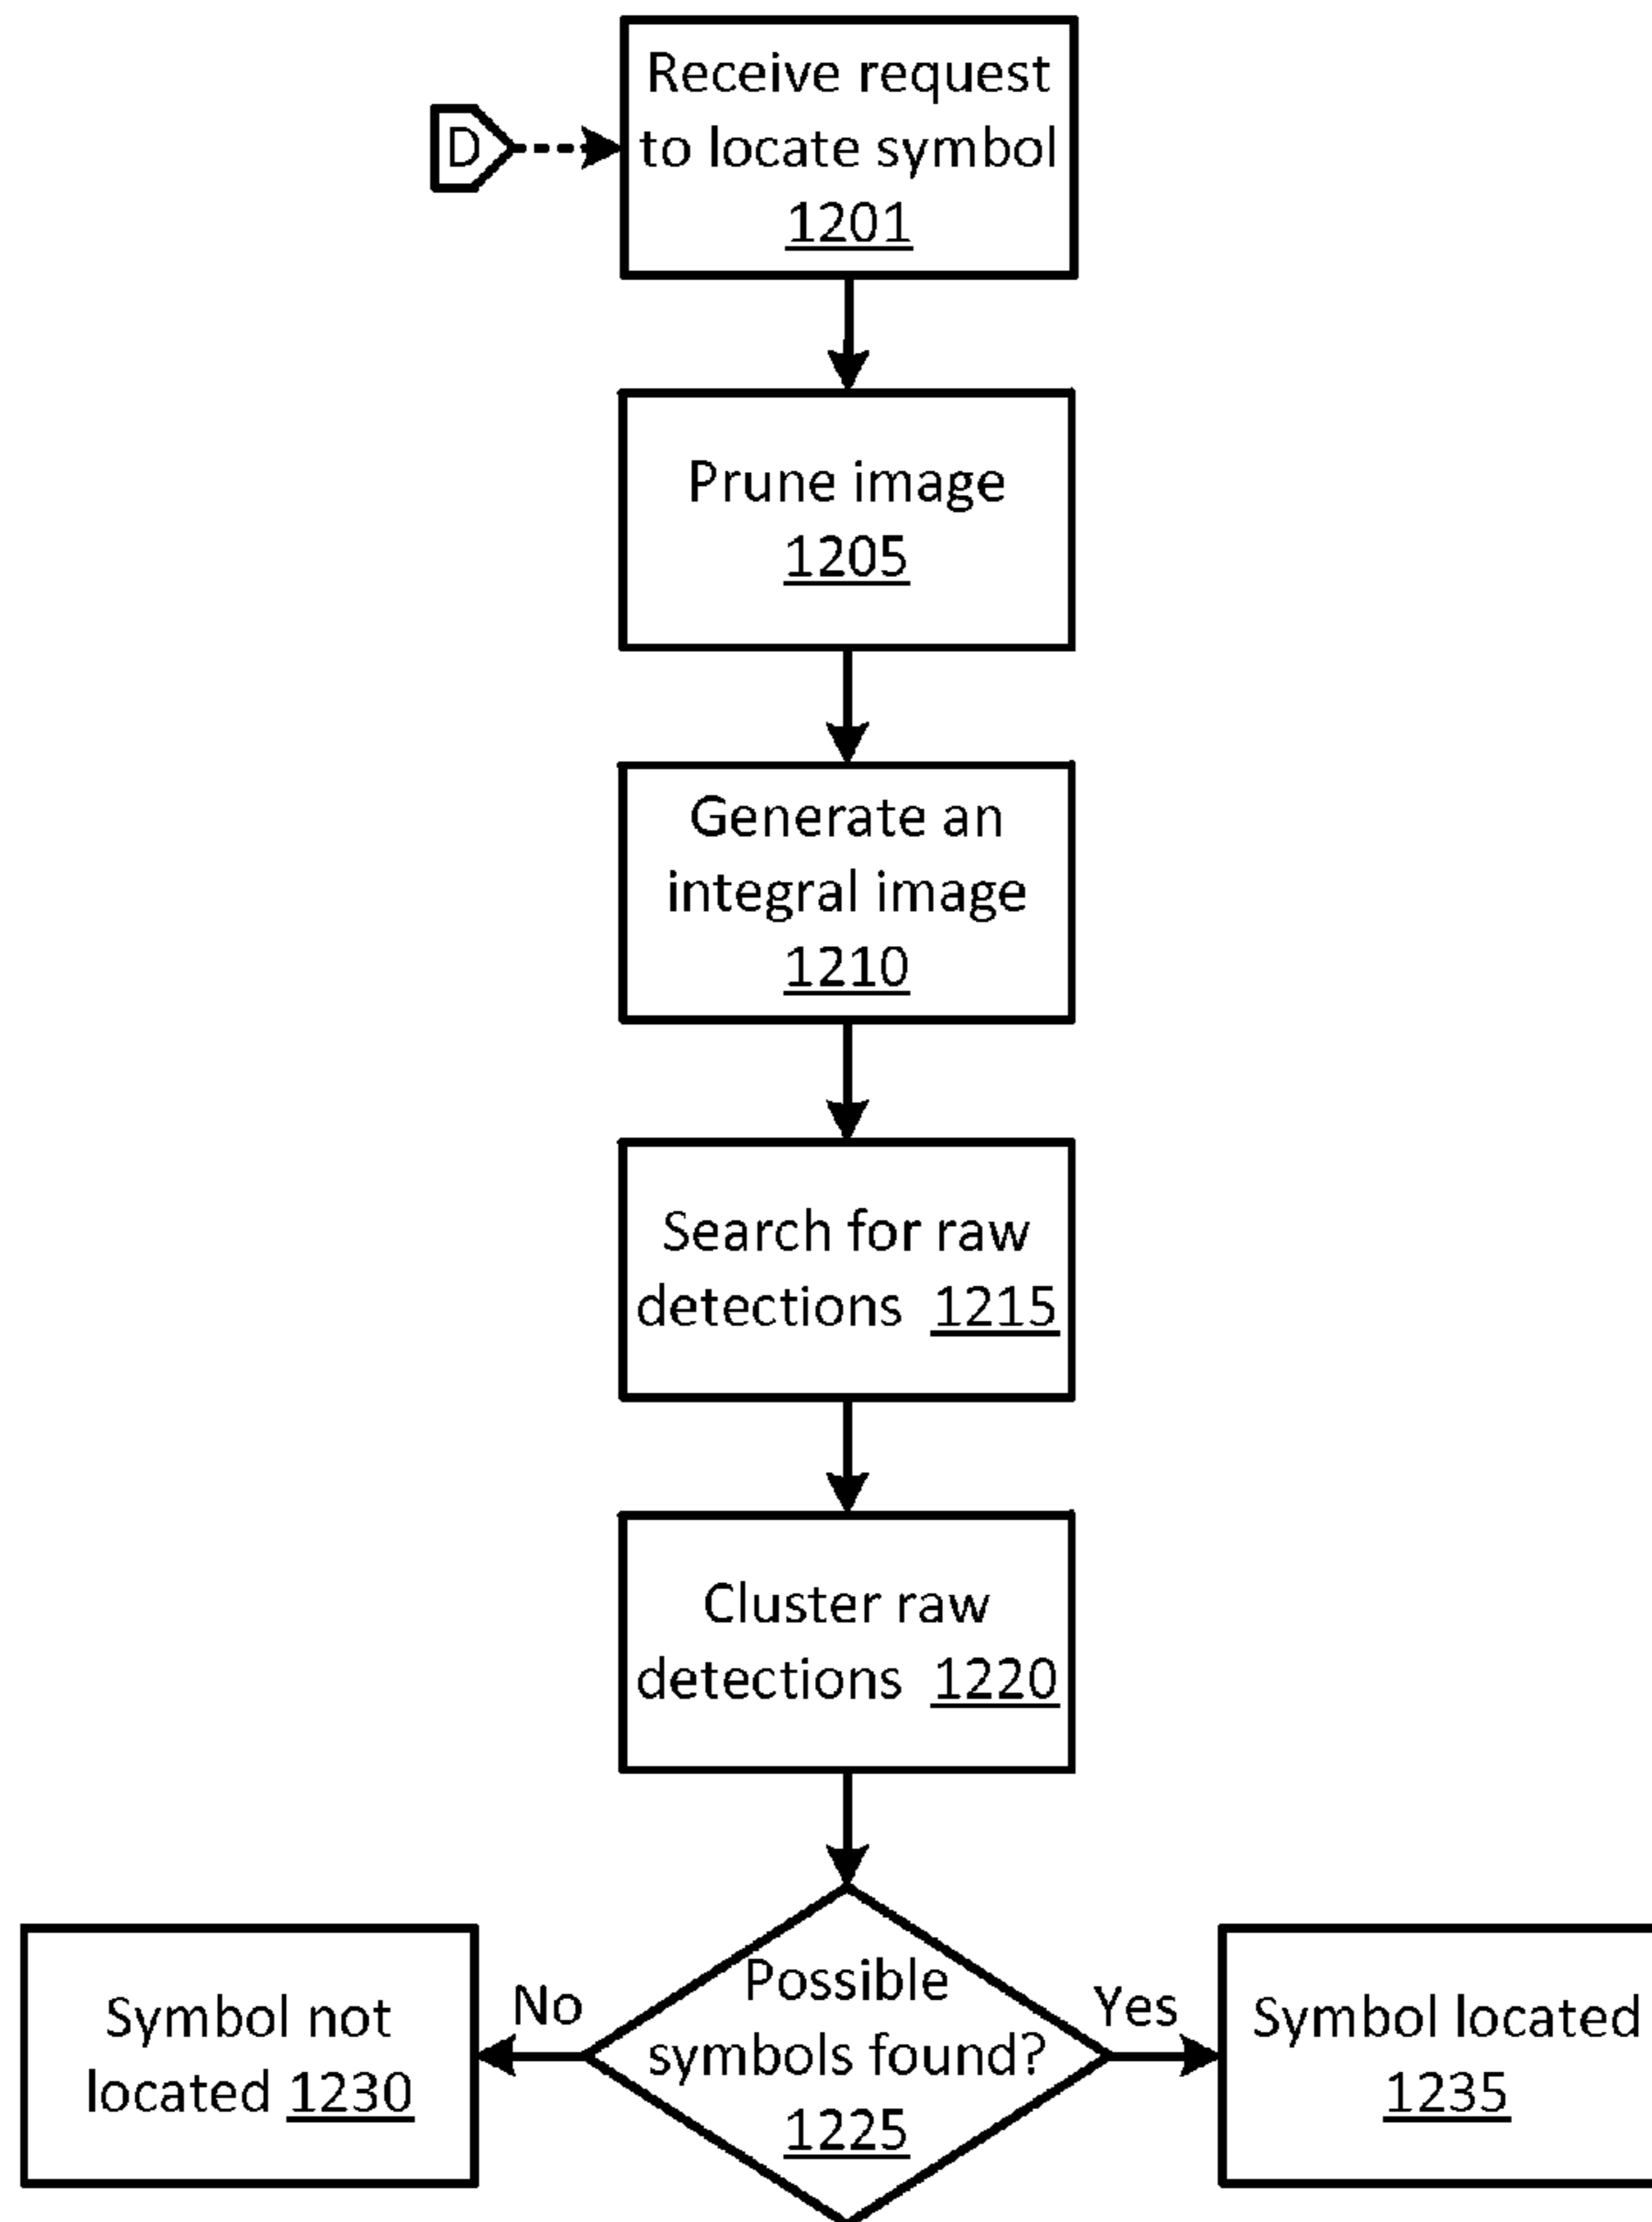 Receive request
D
to locate symbol
1201
Prune image
1205
Generate an
integral image
1210
Search for raw
detections 1215
Cluster raw
detections 1220
Possible
symbols found?
1225
No
Symbol not
located 1230
Yes
Symbol located
1235